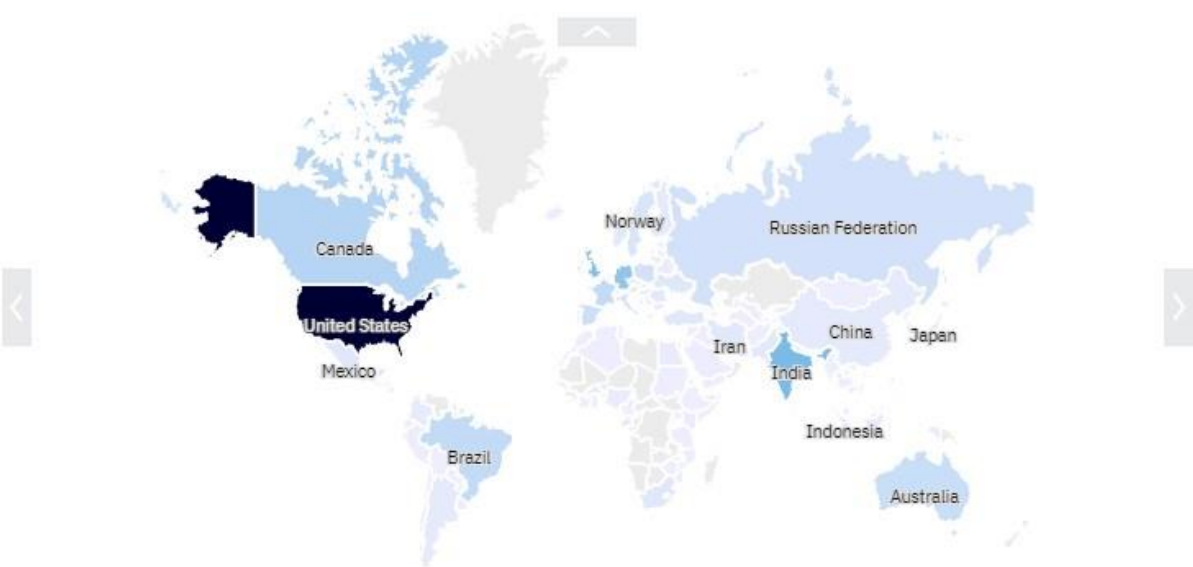 Norway
Russian Federation
Canada
United States
China
Japan
Iran
Mexico
India
Indonesia
Brazil
Australia